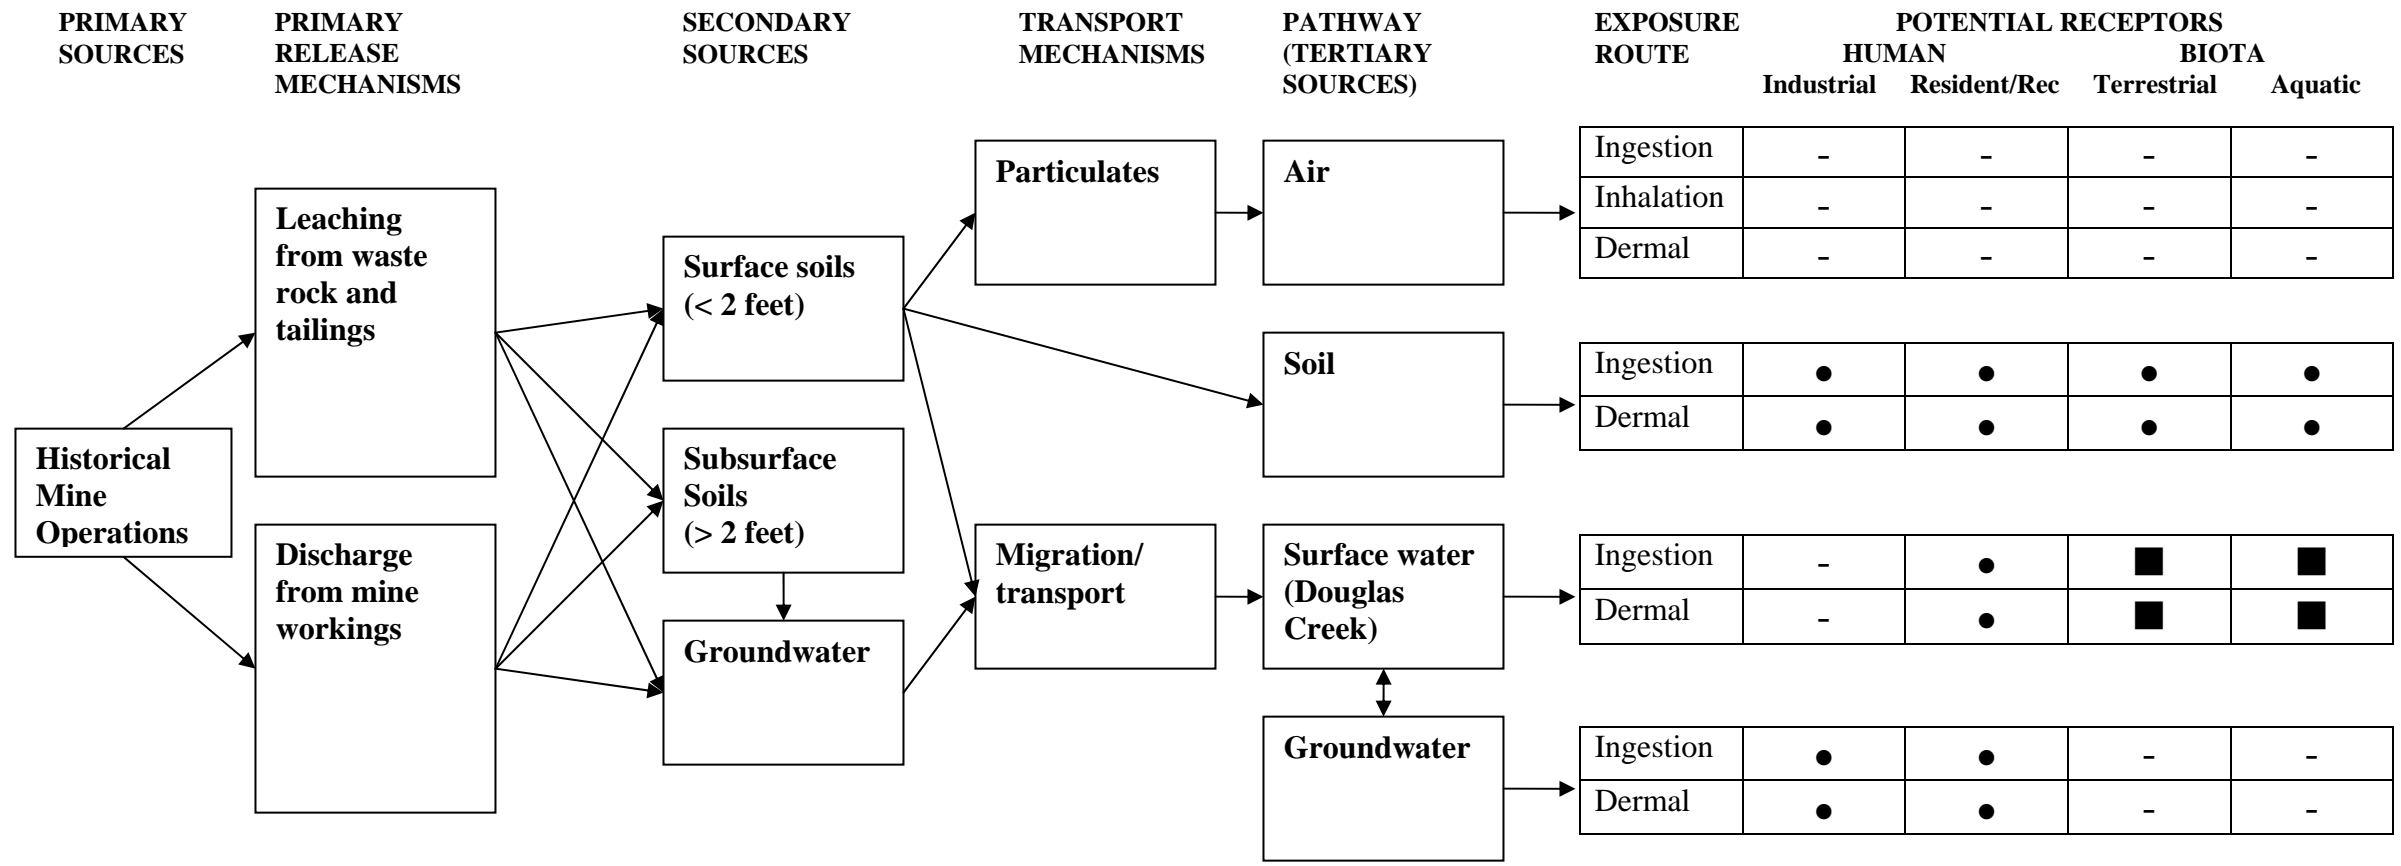 PRIMARY
SOURCES
PRIMARY
RELEASE
MECHANISMS
SECONDARY
SOURCES
TRANSPORT
MECHANISMS
PATHWAY
(TERTIARY
SOURCES)
EXPOSURE
ROUTE
POTENTIAL RECEPTORS
HUMAN
BIOTA
Industrial
Resident/Rec
Terrestrial
Aquatic
Historical
Mine
Operations
Leaching
from waste
rock and
tailings
Discharge
from mine
workings
Surface soils
(< 2 feet)
Subsurface
Soils
(> 2 feet)
Groundwater
Particulates
Migration/
transport
Air
Soil
Surface water
(Douglas
Creek)
Groundwater
Ingestion - - - -
Inhalation - - - -
Dermal - - - -
Ingestion ● ● ● ●
Dermal ● ● ● ●
Ingestion - ● ■ ■
Dermal - ● ■ ■
Ingestion ● ● - -
Dermal ● ● - -